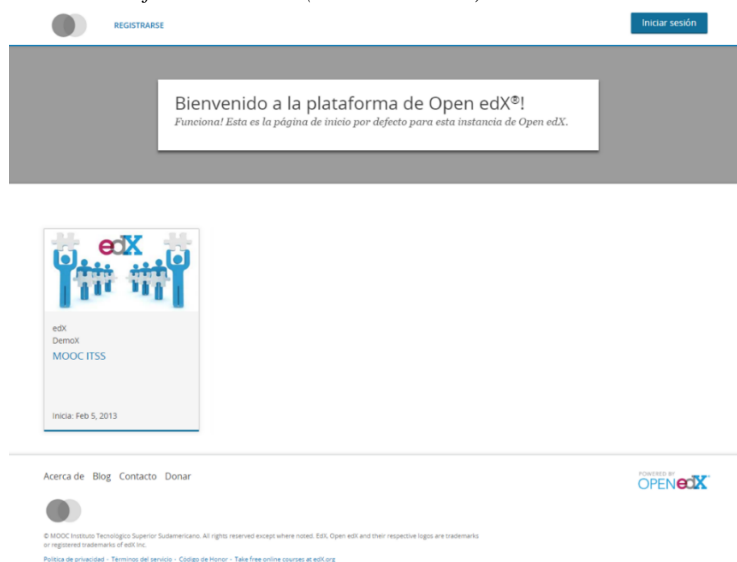 REGISTRARSE
Iniciar sesión
Bienvenido a la plataforma de Open edX®!
Funciona! Esta es la página de inicio por defecto para esta instancia de Open edX.
edX
edX
DemoX
MOOC ITSS
Inicia: Feb 5, 2013
Acerca de Blog Contacto Donar
POWERED BY
OPEN edX
© MOOC Instituto Tecnológico Superior Sudamericano. All rights reserved except where noted. EdX, Open edX and their respective logos are trademarks
or registered trademarks of edX Inc.
Política de privacidad - Términos del servicio - Código de Honor - Take free online courses at edX.org